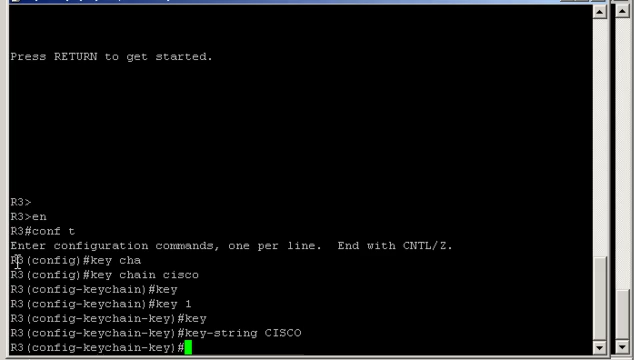 Press RETURN to get started.
R3>
R3>en
R3#conf t
Enter configuration commands, one per line.  End with CNTL/Z.
R3(config)#key cha
R3(config)#key chain cisco
R3(config-keychain)#key
R3(config-keychain)#key 1
R3(config-keychain-key)#key
R3(config-keychain-key)#key-string CISCO
R3(config-keychain-key)#